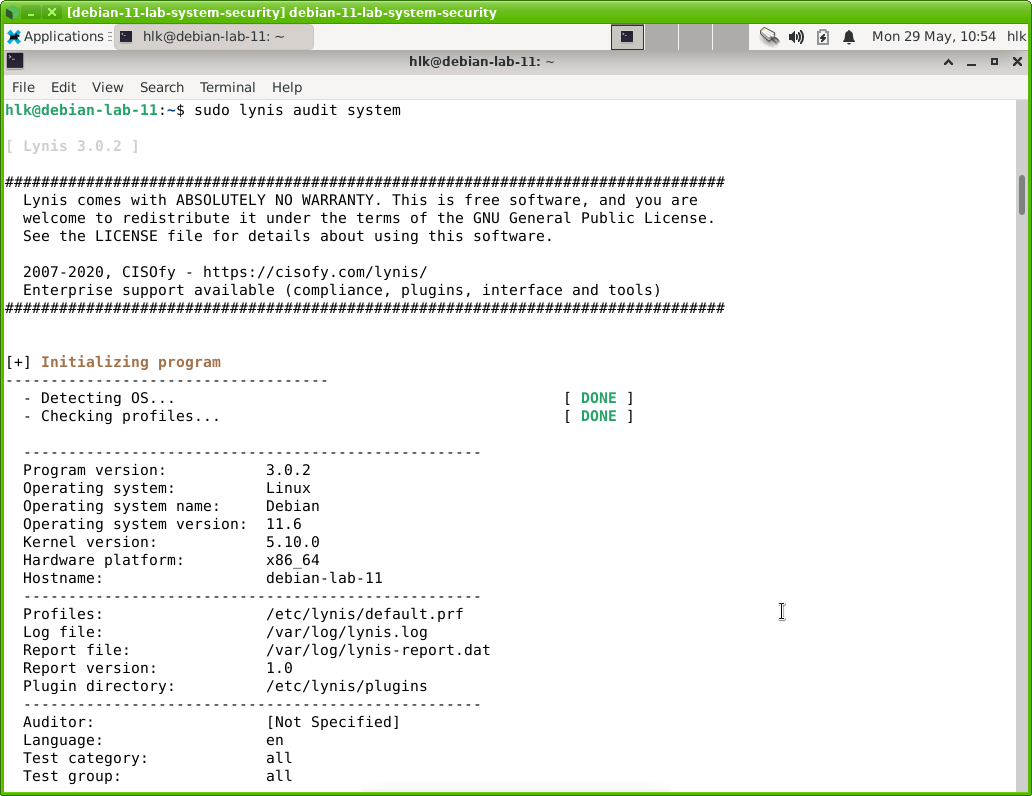 [debian-11-lab-system-security] debian-11-lab-system-security
Applications hlk@debian-lab-11: ~ Mon 29 May, 10:54 hlk
hlk@debian-lab-11: ~
File Edit View Search Terminal Help
hlk@debian-lab-11:~$ sudo lynis audit system
[ Lynis 3.0.2 ]
################################################################################
Lynis comes with ABSOLUTELY NO WARRANTY. This is free software, and you are
welcome to redistribute it under the terms of the GNU General Public License.
See the LICENSE file for details about using this software.
2007-2020, CISOfy - https://cisofy.com/lynis/
Enterprise support available (compliance, plugins, interface and tools)
################################################################################
[+] Initializing program
------------------------------------
- Detecting OS... [ DONE ]
- Checking profiles... [ DONE ]
---------------------------------------------------
Program version: 3.0.2
Operating system: Linux
Operating system name: Debian
Operating system version: 11.6
Kernel version: 5.10.0
Hardware platform: x86_64
Hostname: debian-lab-11
---------------------------------------------------
Profiles: /etc/lynis/default.prf
Log file: /var/log/lynis.log
Report file: /var/log/lynis-report.dat
Report version: 1.0
Plugin directory: /etc/lynis/plugins
---------------------------------------------------
Auditor: [Not Specified]
Language: en
Test category: all
Test group: all